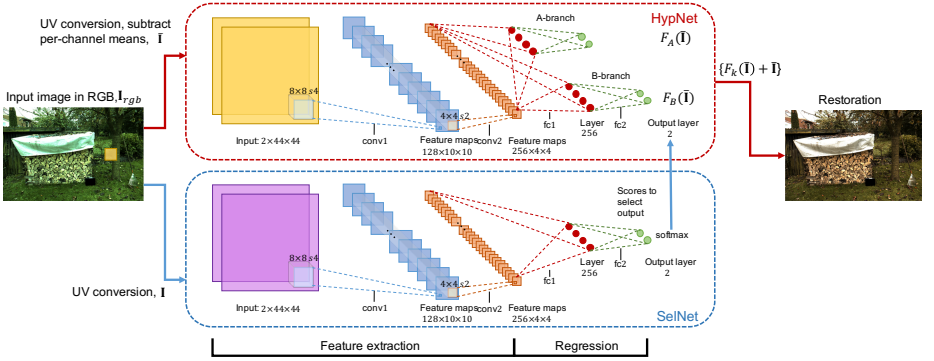 UV conversion, subtract
per-channel means, Ī
Input image in RGB, I_rgb
UV conversion, I
HypNet
A-branch
F_A(Ī)
B-branch
F_B(Ī)
8×8 s4
4×4 s2
Input: 2×44×44
conv1
Feature maps
128×10×10
conv2
Feature maps
256×4×4
fc1
Layer
256
fc2
Output layer
2
{F_k(Ī) + Ī}
Restoration
Scores to
select
output
softmax
8×8 s4
4×4 s2
Input: 2×44×44
conv1
Feature maps
128×10×10
conv2
Feature maps
256×4×4
fc1
Layer
256
fc2
Output layer
2
SelNet
Feature extraction
Regression